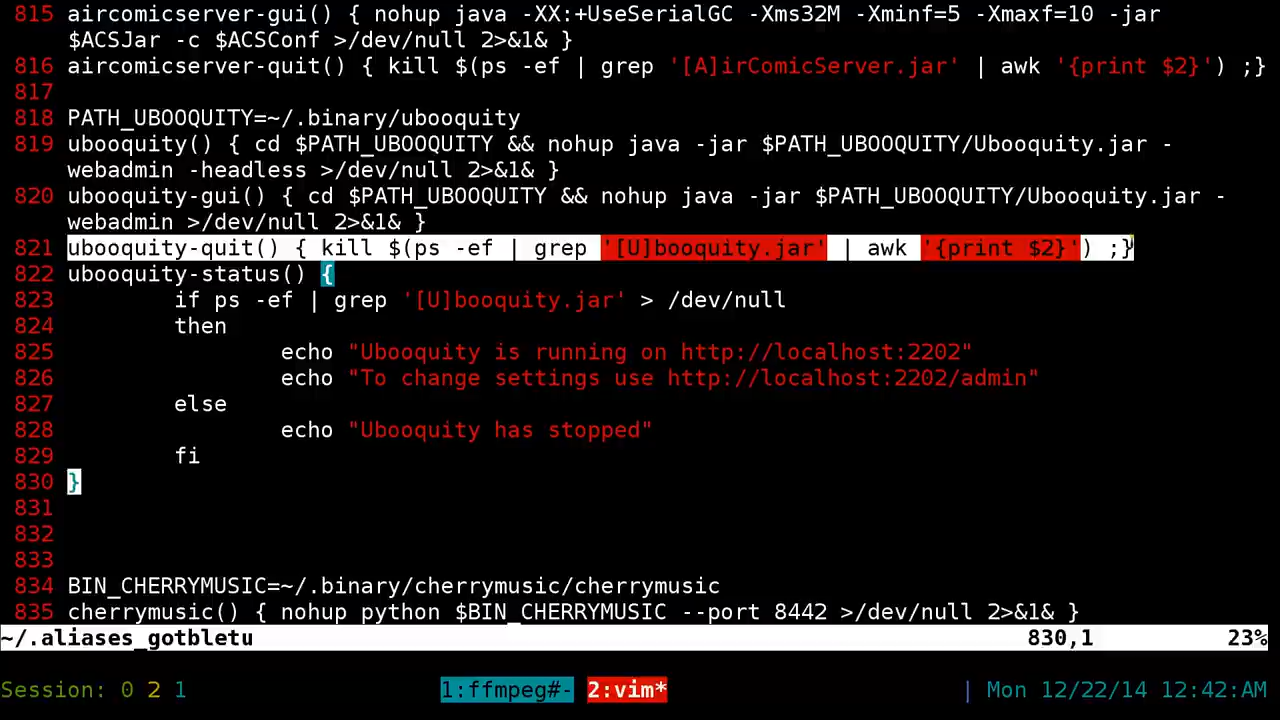 815 aircomicserver-gui() { nohup java -XX:+UseSerialGC -Xms32M -Xminf=5 -Xmaxf=10 -jar
$ACSJar -c $ACSConf >/dev/null 2>&1& }
816 aircomicserver-quit() { kill $(ps -ef | grep '[A]irComicServer.jar' | awk '{print $2}') ;}
817
818 PATH_UBOOQUITY=~/.binary/ubooquity
819 ubooquity() { cd $PATH_UBOOQUITY && nohup java -jar $PATH_UBOOQUITY/Ubooquity.jar -
webadmin -headless >/dev/null 2>&1& }
820 ubooquity-gui() { cd $PATH_UBOOQUITY && nohup java -jar $PATH_UBOOQUITY/Ubooquity.jar -
webadmin >/dev/null 2>&1& }
821 ubooquity-quit() { kill $(ps -ef | grep '[U]booquity.jar' | awk '{print $2}') ;}
822 ubooquity-status() {
823         if ps -ef | grep '[U]booquity.jar' > /dev/null
824         then
825                 echo "Ubooquity is running on http://localhost:2202"
826                 echo "To change settings use http://localhost:2202/admin"
827         else
828                 echo "Ubooquity has stopped"
829         fi
830 }
831
832
833
834 BIN_CHERRYMUSIC=~/.binary/cherrymusic/cherrymusic
835 cherrymusic() { nohup python $BIN_CHERRYMUSIC --port 8442 >/dev/null 2>&1& }
~/.aliases_gotbletu 830,1 23%
Session: 0 2 1 1:ffmpeg#- 2:vim* | Mon 12/22/14 12:42:AM